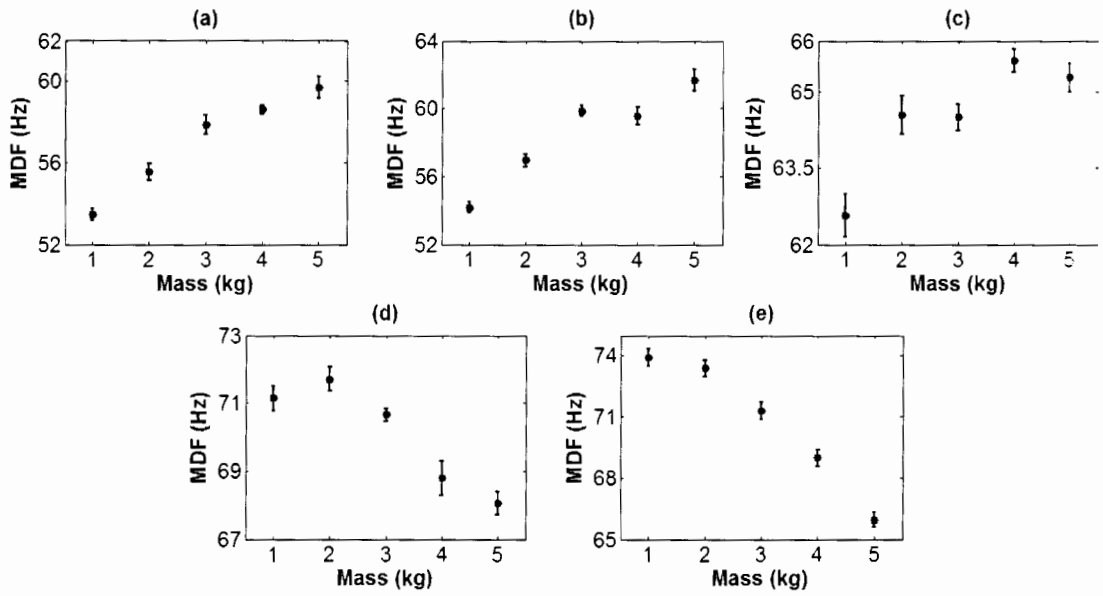 (a)
62
60
56
52
MDF (Hz)
1 2 3 4 5
Mass (kg)
(b)
64
60
56
52
MDF (Hz)
1 2 3 4 5
Mass (kg)
(c)
66
65
63.5
62
MDF (Hz)
1 2 3 4 5
Mass (kg)
(d)
73
71
69
67
MDF (Hz)
1 2 3 4 5
Mass (kg)
(e)
74
71
68
65
MDF (Hz)
1 2 3 4 5
Mass (kg)